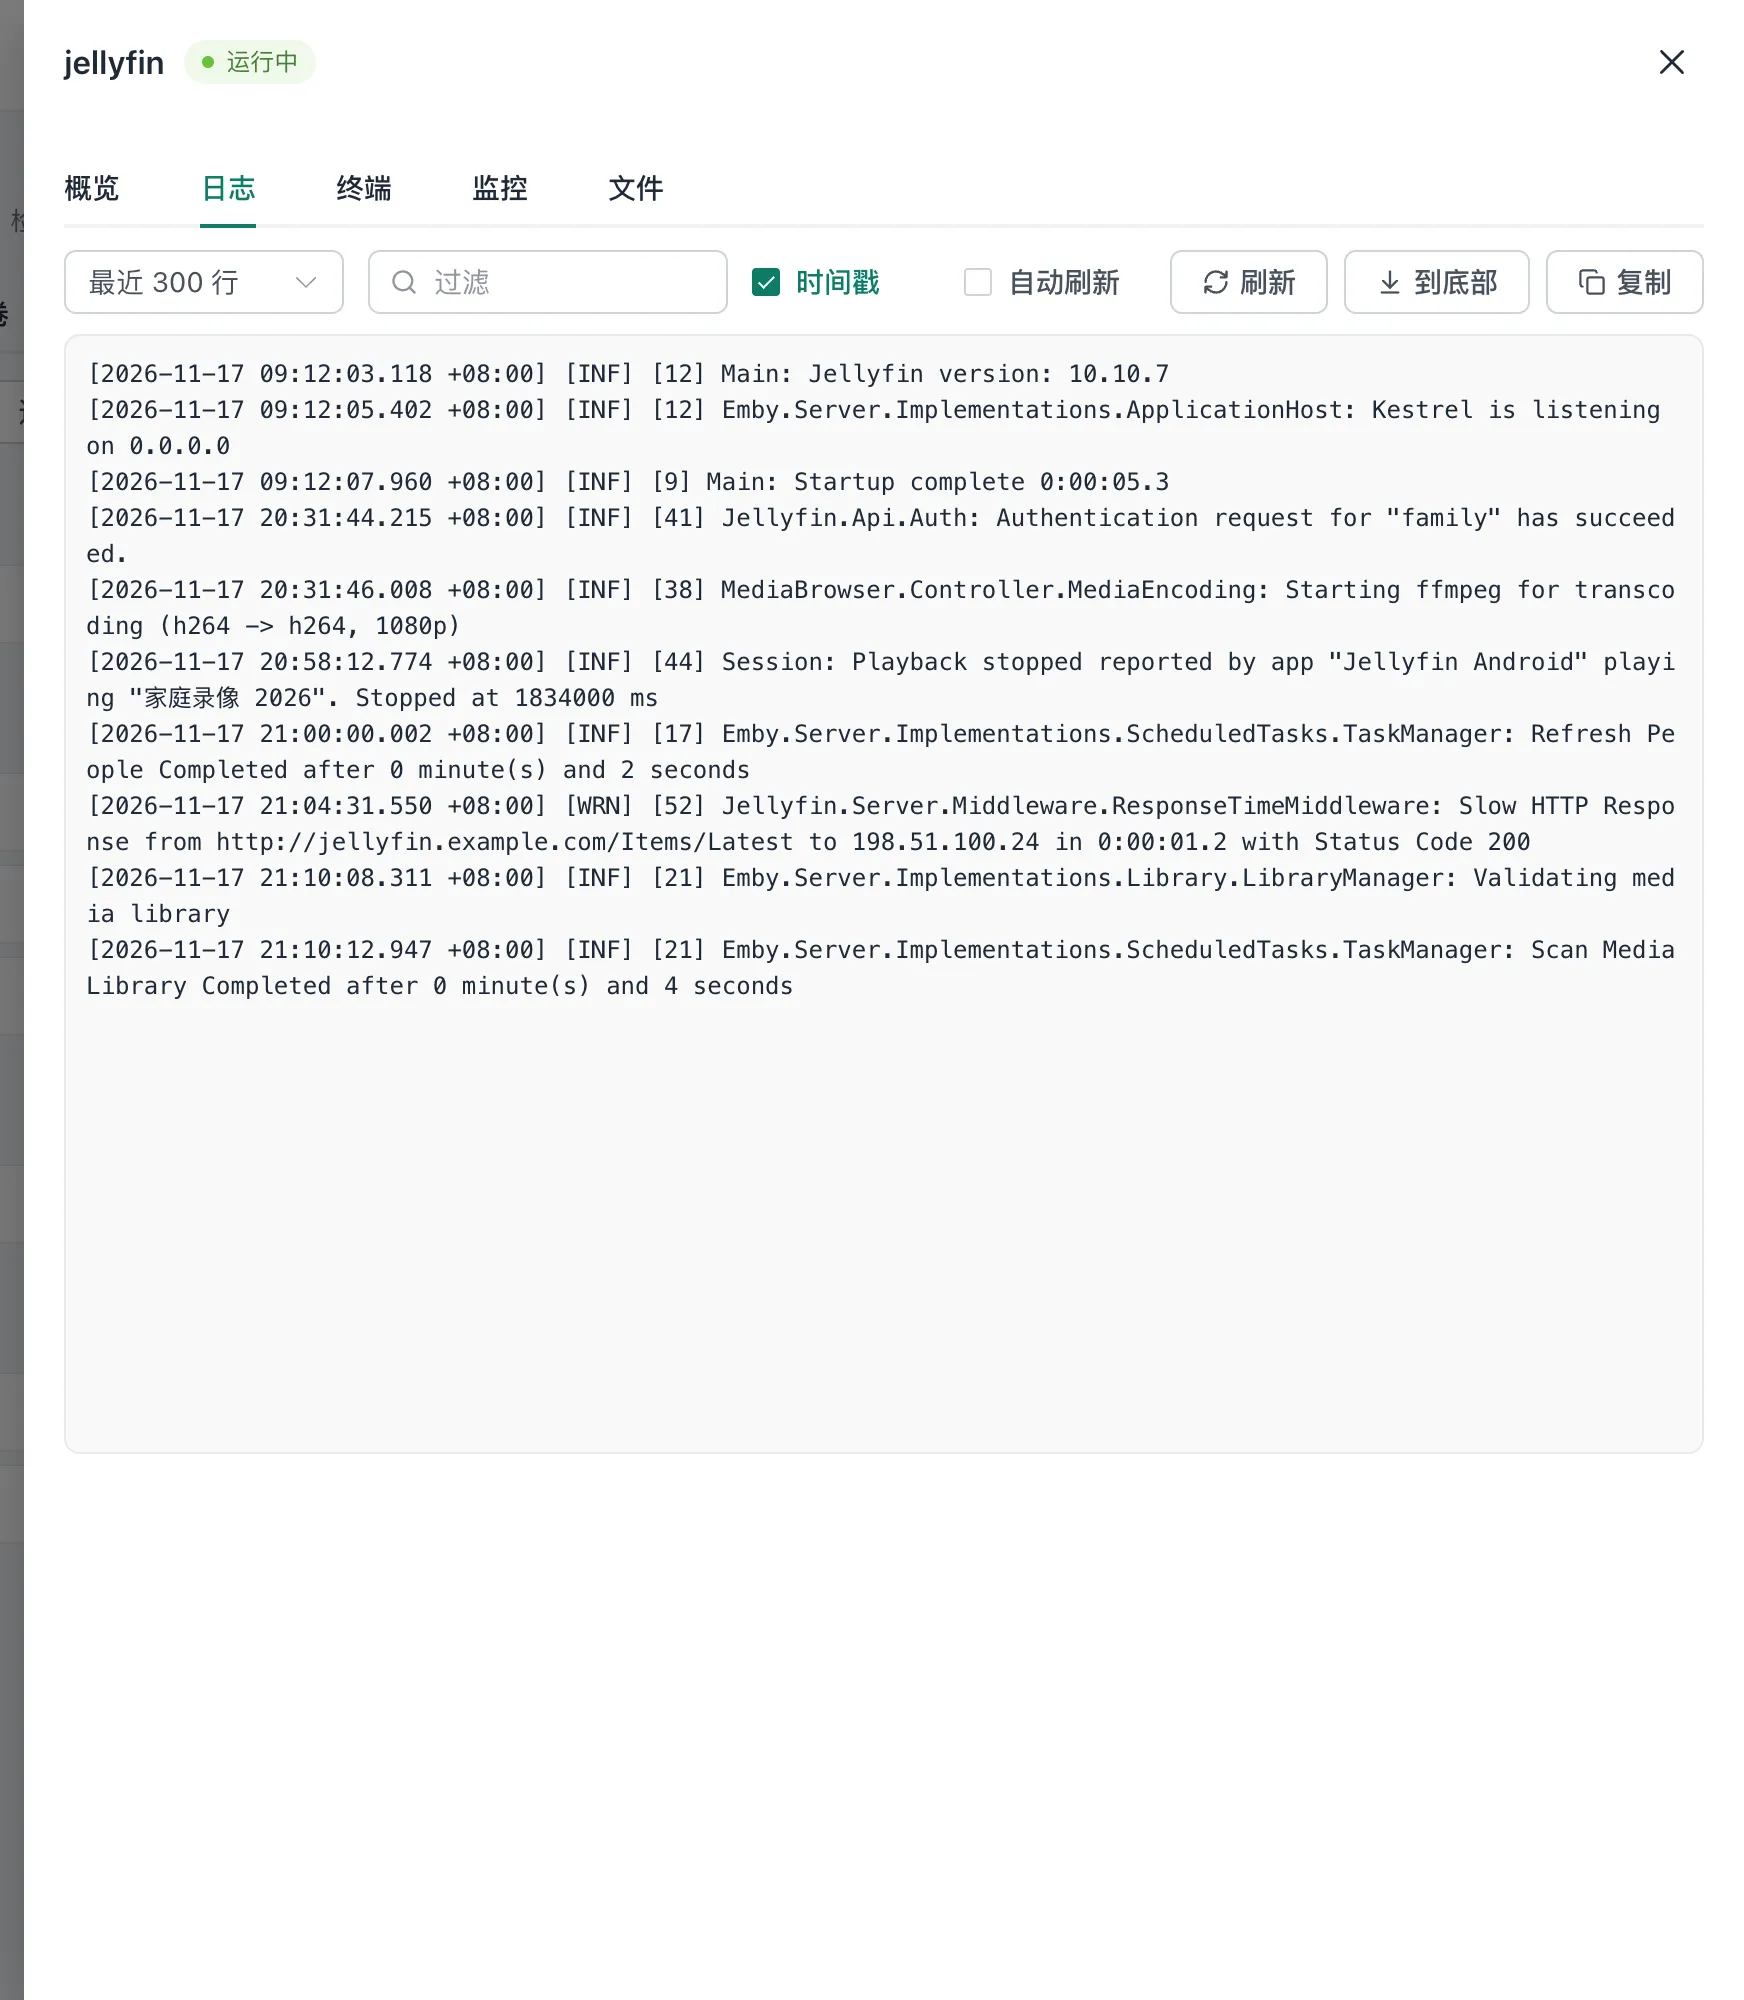 jellyfin
运行中
概览
日志
终端
监控
文件
最近 300 行
过滤
时间戳
自动刷新
刷新
到底部
复制
[2026-11-17 09:12:03.118 +08:00] [INF] [12] Main: Jellyfin version: 10.10.7
[2026-11-17 09:12:05.402 +08:00] [INF] [12] Emby.Server.Implementations.ApplicationHost: Kestrel is listening
on 0.0.0.0
[2026-11-17 09:12:07.960 +08:00] [INF] [9] Main: Startup complete 0:00:05.3
[2026-11-17 20:31:44.215 +08:00] [INF] [41] Jellyfin.Api.Auth: Authentication request for "family" has succeed
ed.
[2026-11-17 20:31:46.008 +08:00] [INF] [38] MediaBrowser.Controller.MediaEncoding: Starting ffmpeg for transco
ding (h264 -> h264, 1080p)
[2026-11-17 20:58:12.774 +08:00] [INF] [44] Session: Playback stopped reported by app "Jellyfin Android" playi
ng "家庭录像 2026". Stopped at 1834000 ms
[2026-11-17 21:00:00.002 +08:00] [INF] [17] Emby.Server.Implementations.ScheduledTasks.TaskManager: Refresh Pe
ople Completed after 0 minute(s) and 2 seconds
[2026-11-17 21:04:31.550 +08:00] [WRN] [52] Jellyfin.Server.Middleware.ResponseTimeMiddleware: Slow HTTP Respo
nse from http://jellyfin.example.com/Items/Latest to 198.51.100.24 in 0:00:01.2 with Status Code 200
[2026-11-17 21:10:08.311 +08:00] [INF] [21] Emby.Server.Implementations.Library.LibraryManager: Validating med
ia library
[2026-11-17 21:10:12.947 +08:00] [INF] [21] Emby.Server.Implementations.ScheduledTasks.TaskManager: Scan Media
Library Completed after 0 minute(s) and 4 seconds